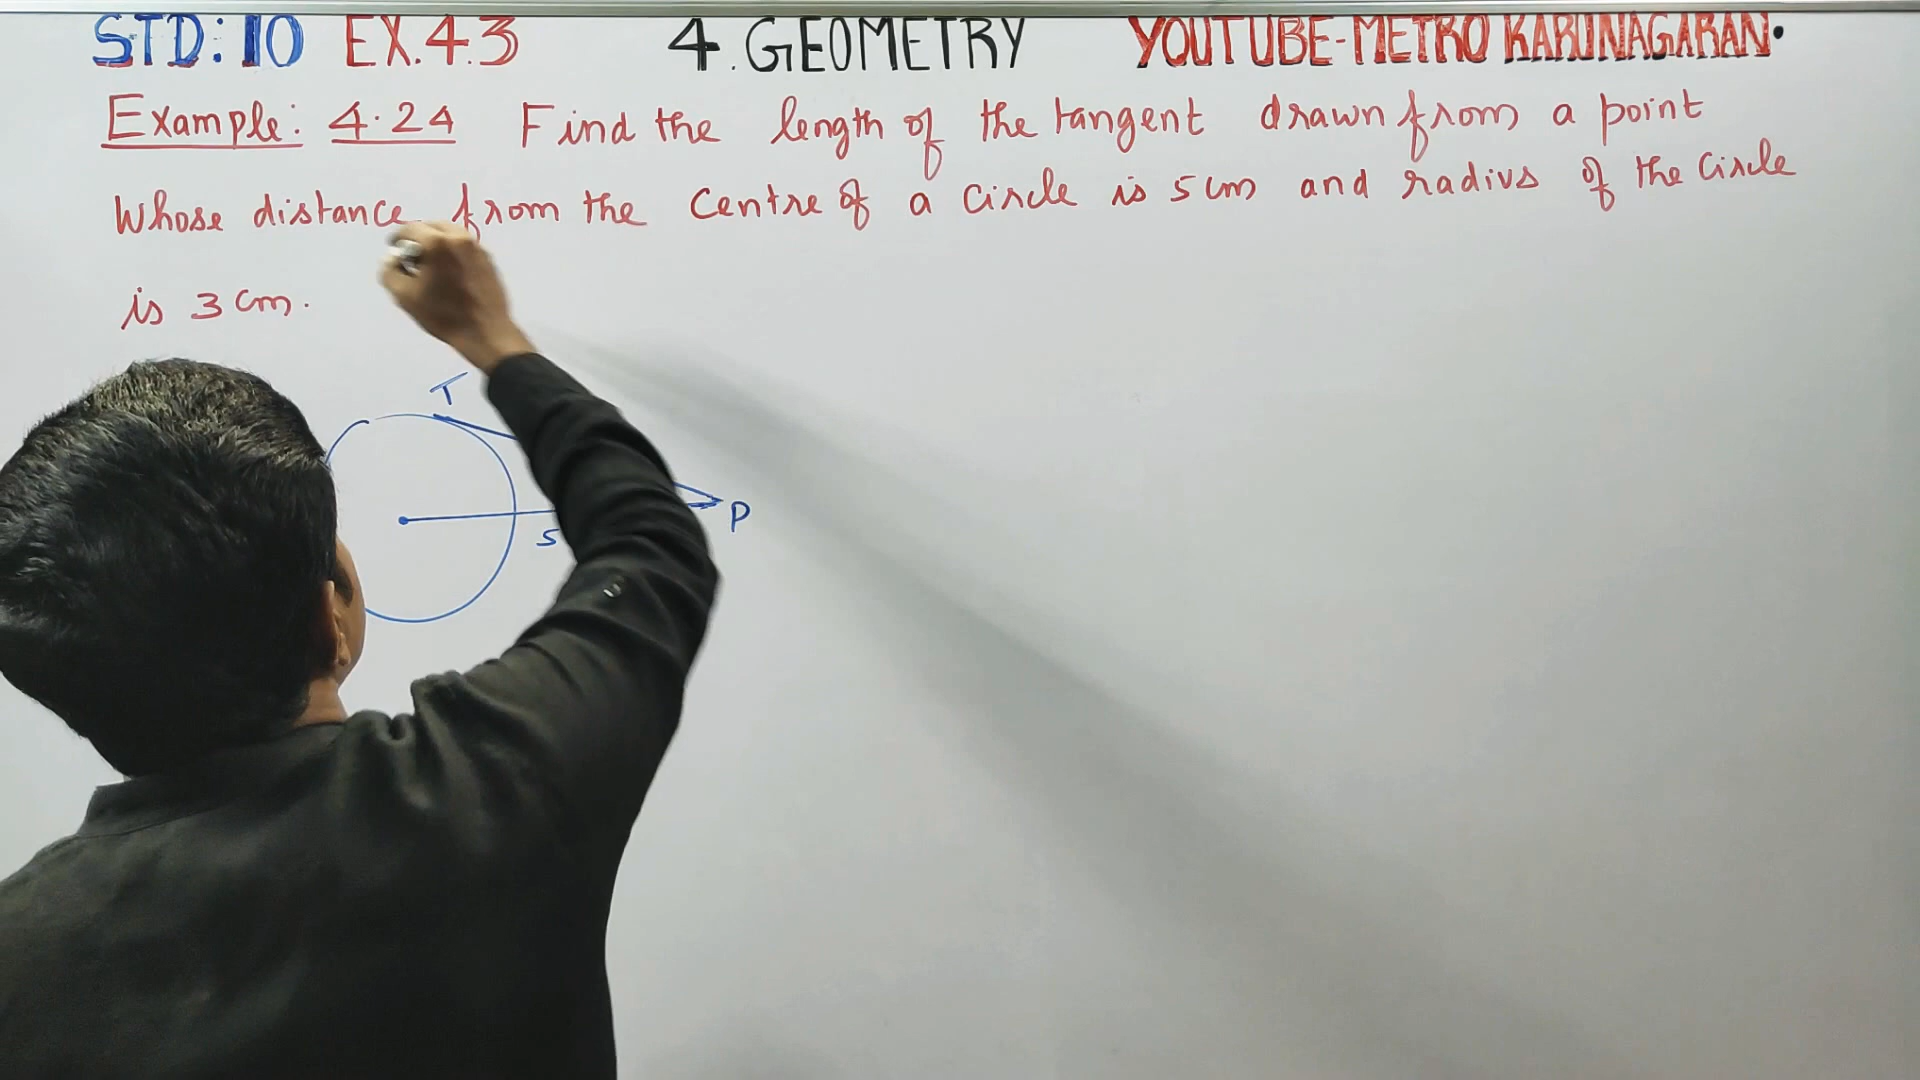 STD: 10 EX.4.3 4.GEOMETRY YOUTUBE-METRO KARUNAGARAN.
Example: 4.24 Find the length of the tangent drawn from a point
whose distance from the centre of a circle is 5cm and radius of the circle
is 3 cm.
T
P
5